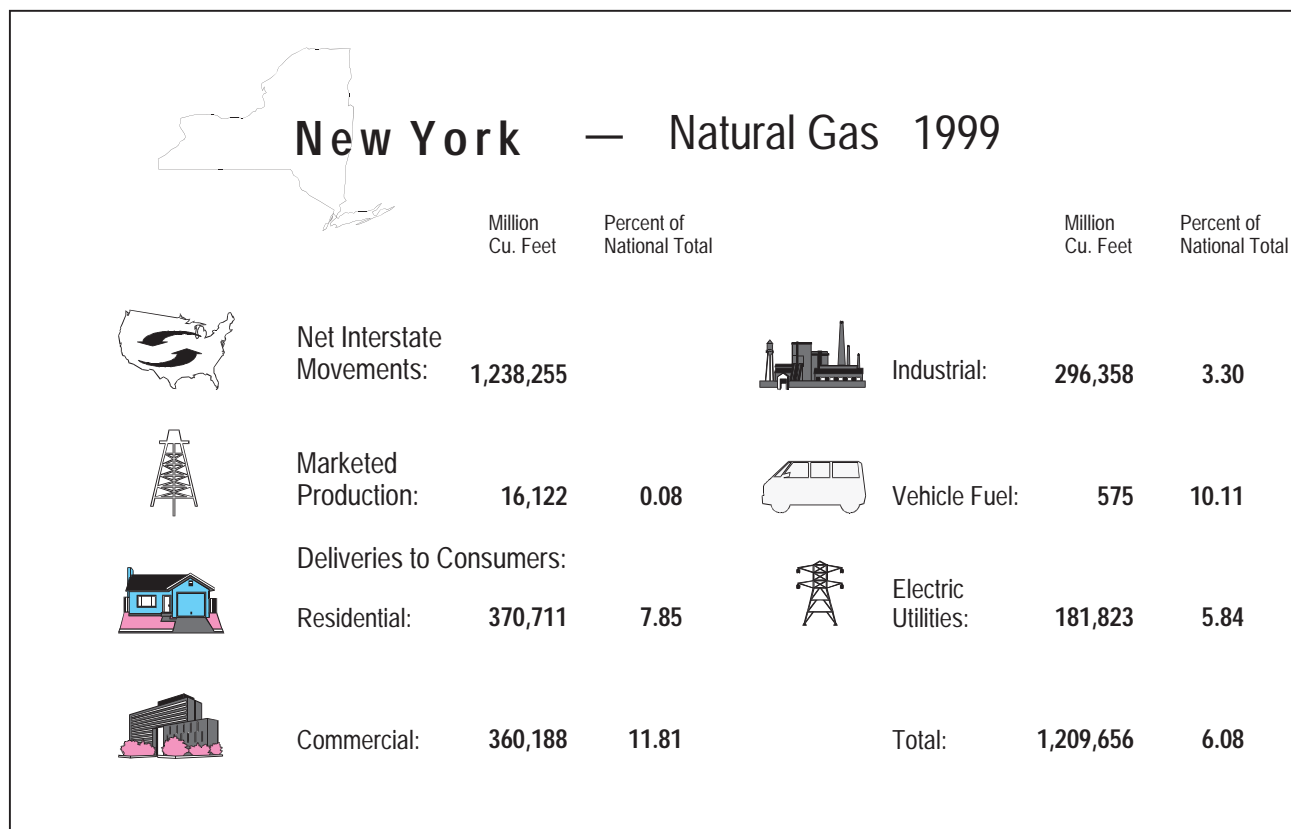 New York — Natural Gas 1999
Million
Cu. Feet
Percent of
National Total
Net Interstate
Movements: 1,238,255
Marketed
Production: 16,122 0.08
Deliveries to Consumers:
Residential: 370,711 7.85
Commercial: 360,188 11.81
Million
Cu. Feet
Percent of
National Total
Industrial: 296,358 3.30
Vehicle Fuel: 575 10.11
Electric
Utilities: 181,823 5.84
Total: 1,209,656 6.08